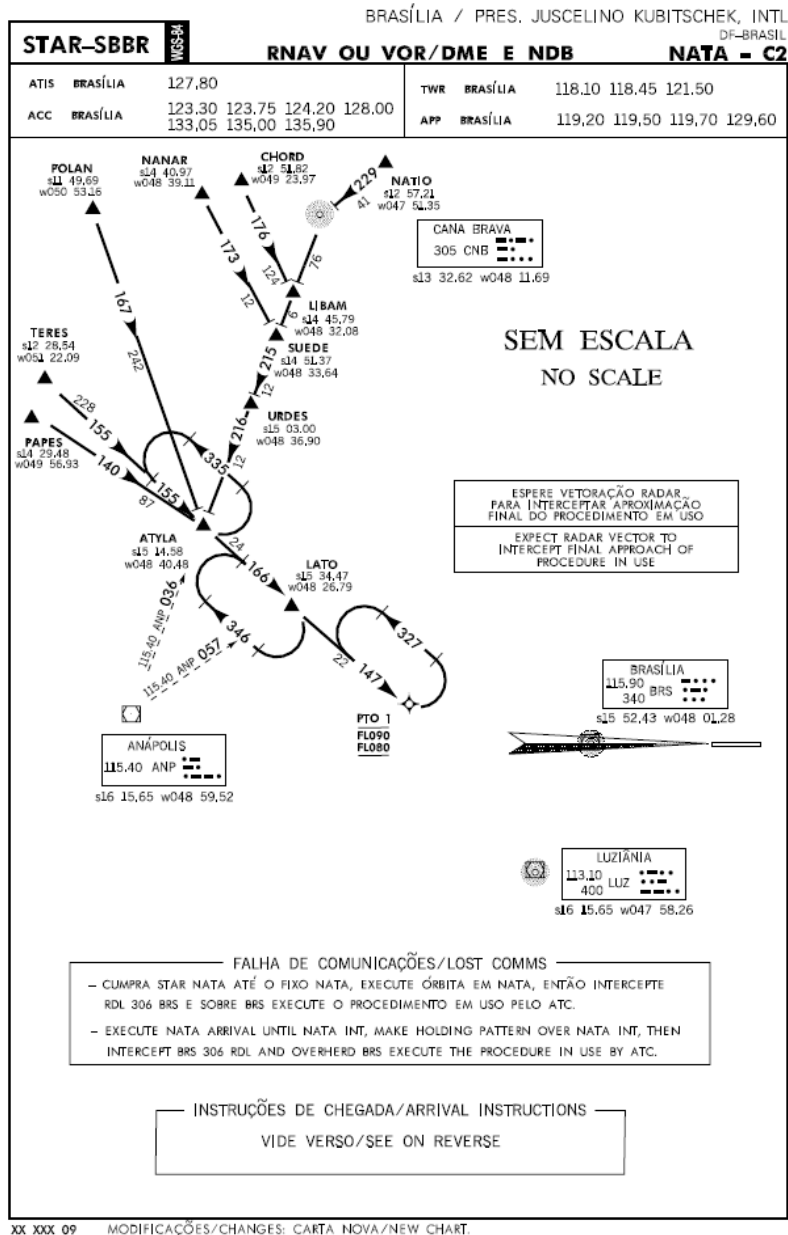 BRASÍLIA / PRES. JUSCELINO KUBITSCHEK, INTL
DF–BRASIL
STAR–SBBR
WGS-84
RNAV OU VOR/DME E NDB
NATA – C2
ATIS BRASÍLIA 127,80
ACC BRASÍLIA 123.30 123.75 124.20 128.00
133,05 135,00 135,90
TWR BRASÍLIA 118.10 118.45 121.50
APP BRASÍLIA 119,20 119,50 119,70 129,60
POLAN
s11 49,69
w050 53,16
NANAR
s14 40,97
w048 39,11
CHORD
s12 51,82
w049 23,97
NATIO
s12 57,21
w047 51,35
229
41
CANA BRAVA
305 CNB
s13 32.62 w048 11.69
176
124
76
173
12
LIBAM
s14 45,79
w048 32,08
6
SUEDE
s14 51,37
w048 33,64
215
12
URDES
s15 03,00
w048 36,90
216
12
167
242
TERES
s12 28,54
w051 22,09
228
155
PAPES
s14 29,48
w049 56,93
140
87
155
335
ATYLA
s15 14,58
w048 40,48
24
166
LATO
s15 34,47
w048 26,79
115,40 ANP 036
115,40 ANP 057
346
327
22
147
PTO 1
FL090
FL080
SEM ESCALA
NO SCALE
ESPERE VETORAÇÃO RADAR
PARA INTERCEPTAR APROXIMAÇÃO
FINAL DO PROCEDIMENTO EM USO
EXPECT RADAR VECTOR TO
INTERCEPT FINAL APPROACH OF
PROCEDURE IN USE
BRASÍLIA
115,90
340 BRS
s15 52,43 w048 01,28
ANÁPOLIS
115.40 ANP
s16 15,65 w048 59,52
LUZIÂNIA
113,10
400 LUZ
s16 15,65 w047 58,26
FALHA DE COMUNICAÇÕES/LOST COMMS
– CUMPRA STAR NATA ATÉ O FIXO NATA, EXECUTE ÓRBITA EM NATA, ENTÃO INTERCEPTE
RDL 306 BRS E SOBRE BRS EXECUTE O PROCEDIMENTO EM USO PELO ATC.
– EXECUTE NATA ARRIVAL UNTIL NATA INT, MAKE HOLDING PATTERN OVER NATA INT, THEN
INTERCEPT BRS 306 RDL AND OVERHERD BRS EXECUTE THE PROCEDURE IN USE BY ATC.
INSTRUÇÕES DE CHEGADA/ARRIVAL INSTRUCTIONS
VIDE VERSO/SEE ON REVERSE
XX XXX 09 MODIFICAÇÕES/CHANGES: CARTA NOVA/NEW CHART.